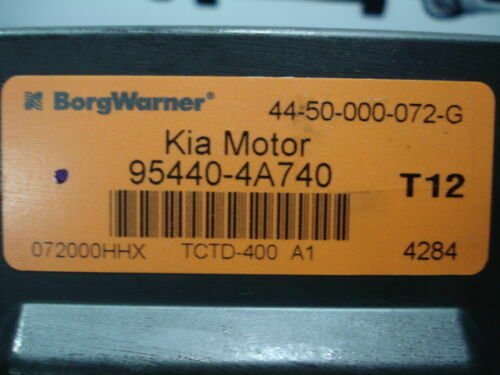 BorgWarner®
44-50-000-072-G
Kia Motor
95440-4A740
T12
072000HHX TCTD-400 A1 4284